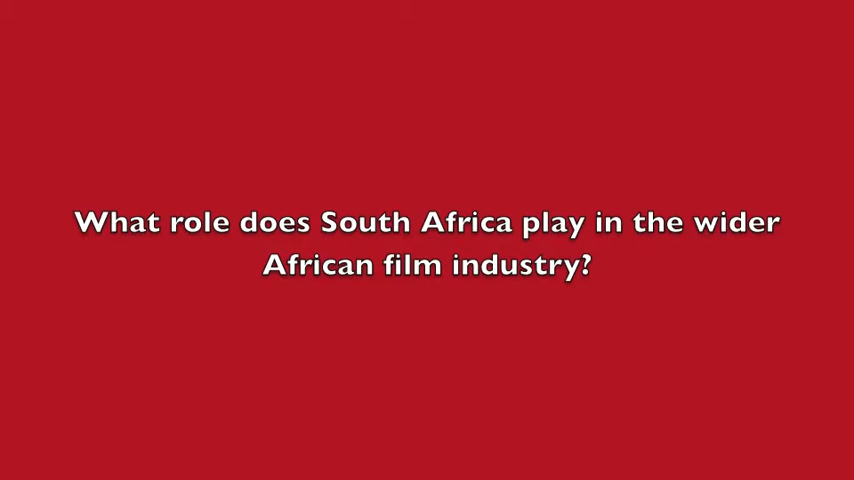 What role does South Africa play in the wider
African film industry?